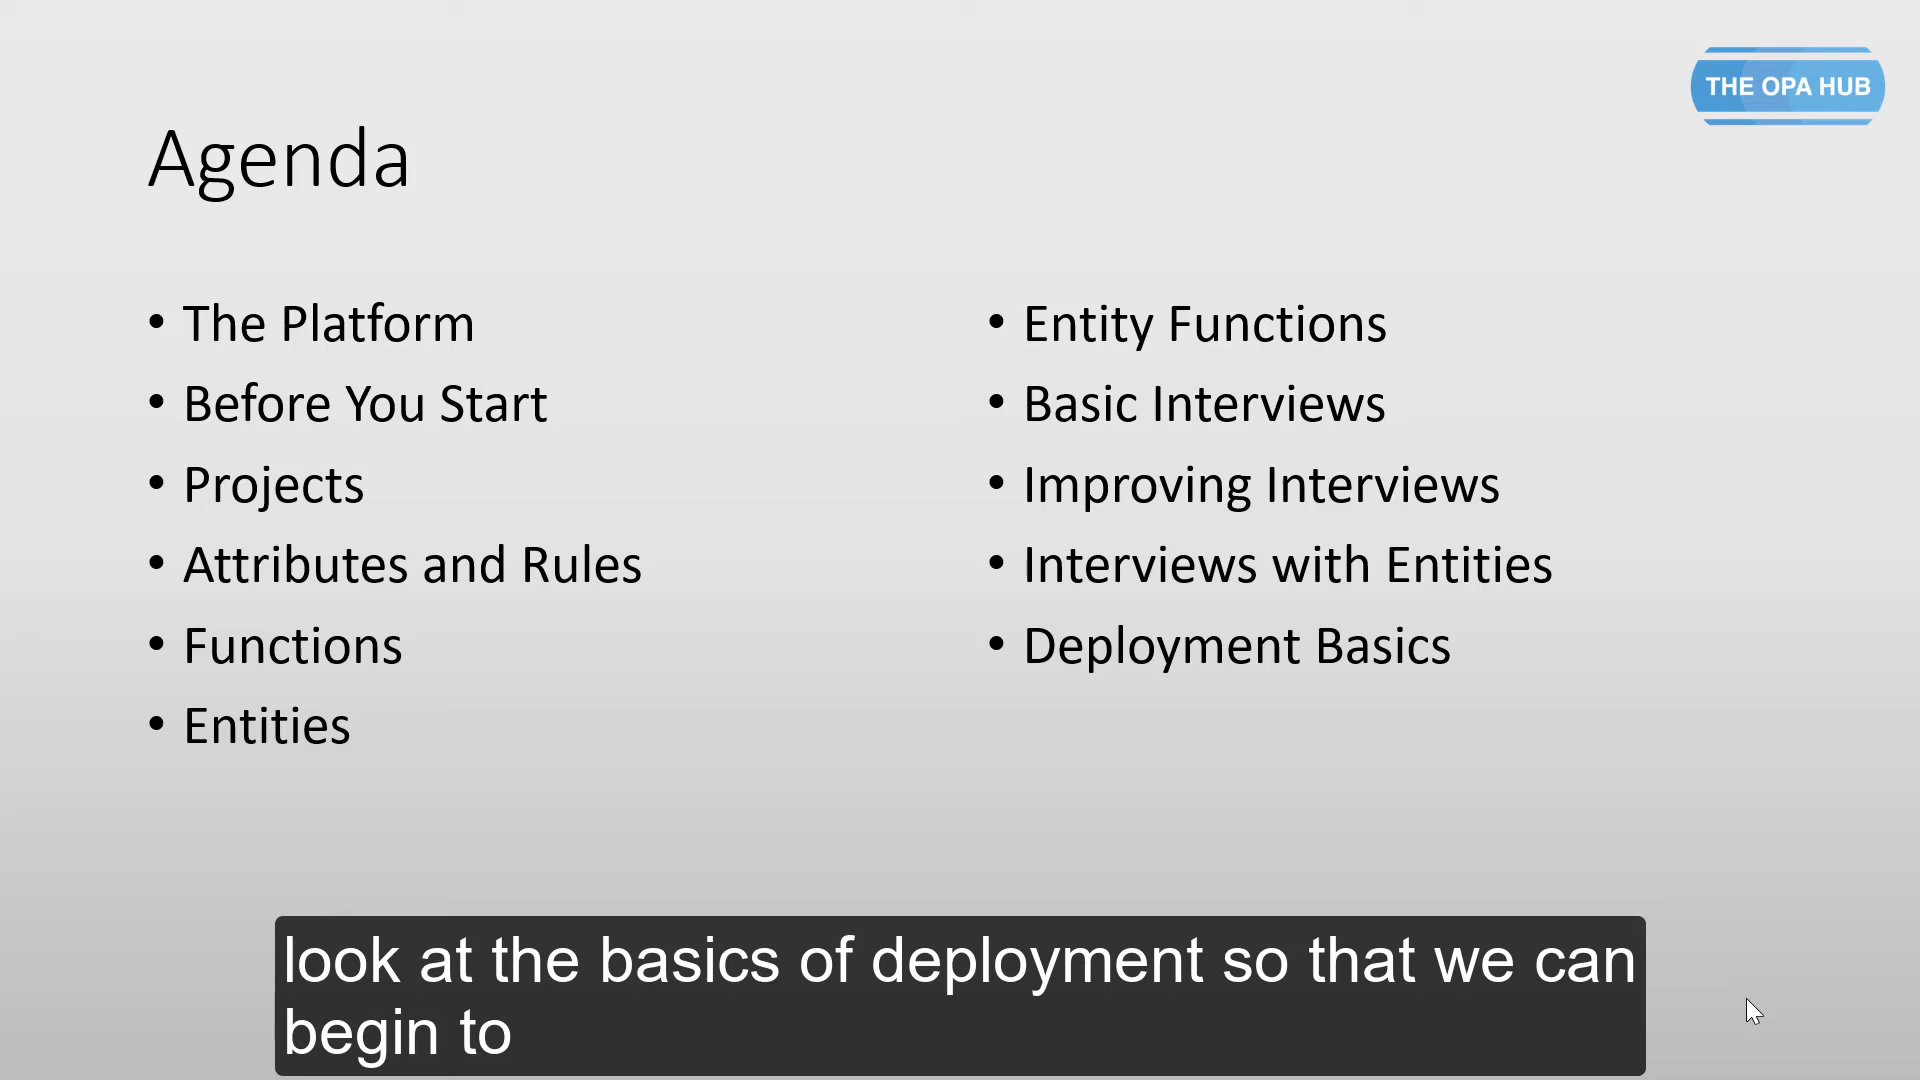 THE OPA HUB
Agenda
• The Platform
• Before You Start
• Projects
• Attributes and Rules
• Functions
• Entities
• Entity Functions
• Basic Interviews
• Improving Interviews
• Interviews with Entities
• Deployment Basics
look at the basics of deployment so that we can
begin to